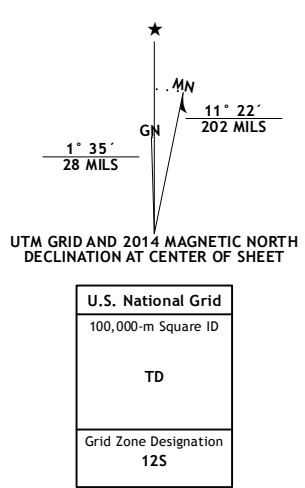 ★
MN
GN
11° 22´
202 MILS
1° 35´
28 MILS
UTM GRID AND 2014 MAGNETIC NORTH
DECLINATION AT CENTER OF SHEET
U.S. National Grid
100,000-m Square ID
TD
Grid Zone Designation
12S